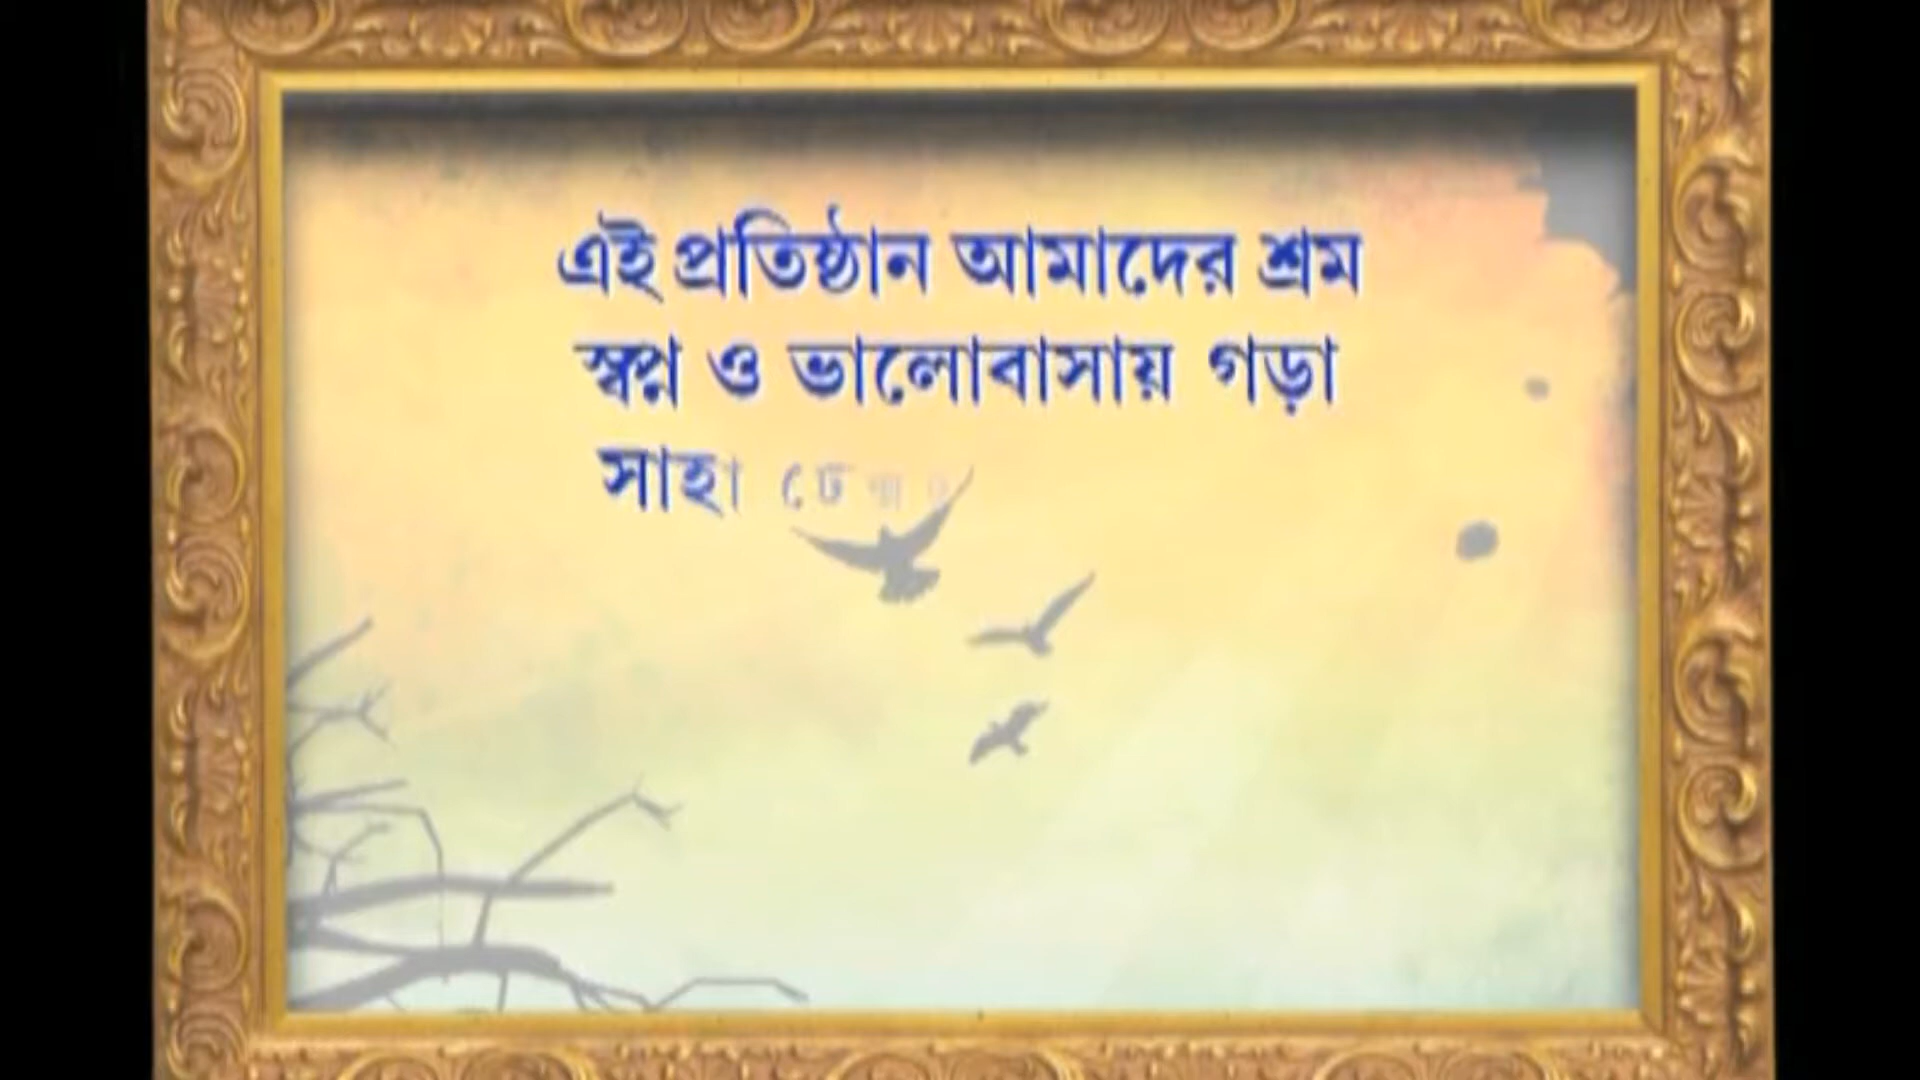 এই প্রতিষ্ঠান আমাদের শ্রম
স্বপ্ন ও ভালোবাসায় গড়া
সাহা